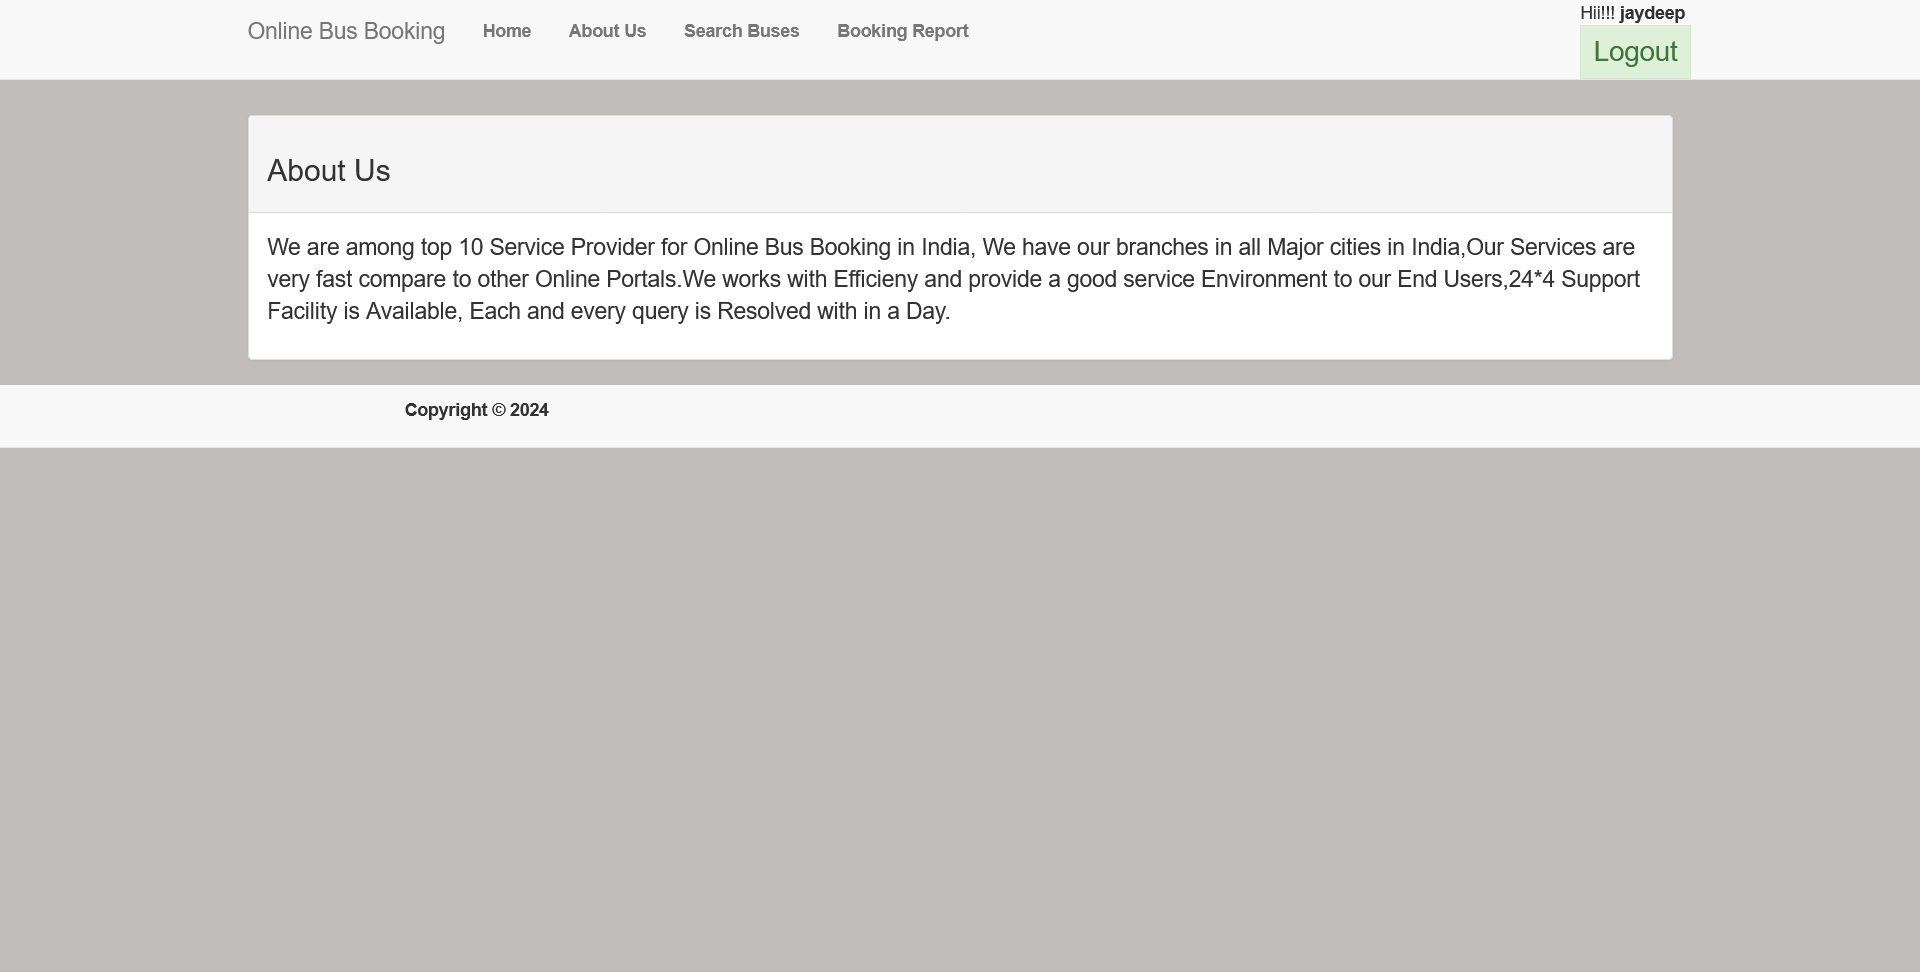 Online Bus Booking Home About Us Search Buses Booking Report
Hii!!! jaydeep
Logout
About Us
We are among top 10 Service Provider for Online Bus Booking in India, We have our branches in all Major cities in India,Our Services are
very fast compare to other Online Portals.We works with Efficieny and provide a good service Environment to our End Users,24*4 Support
Facility is Available, Each and every query is Resolved with in a Day.
Copyright © 2024